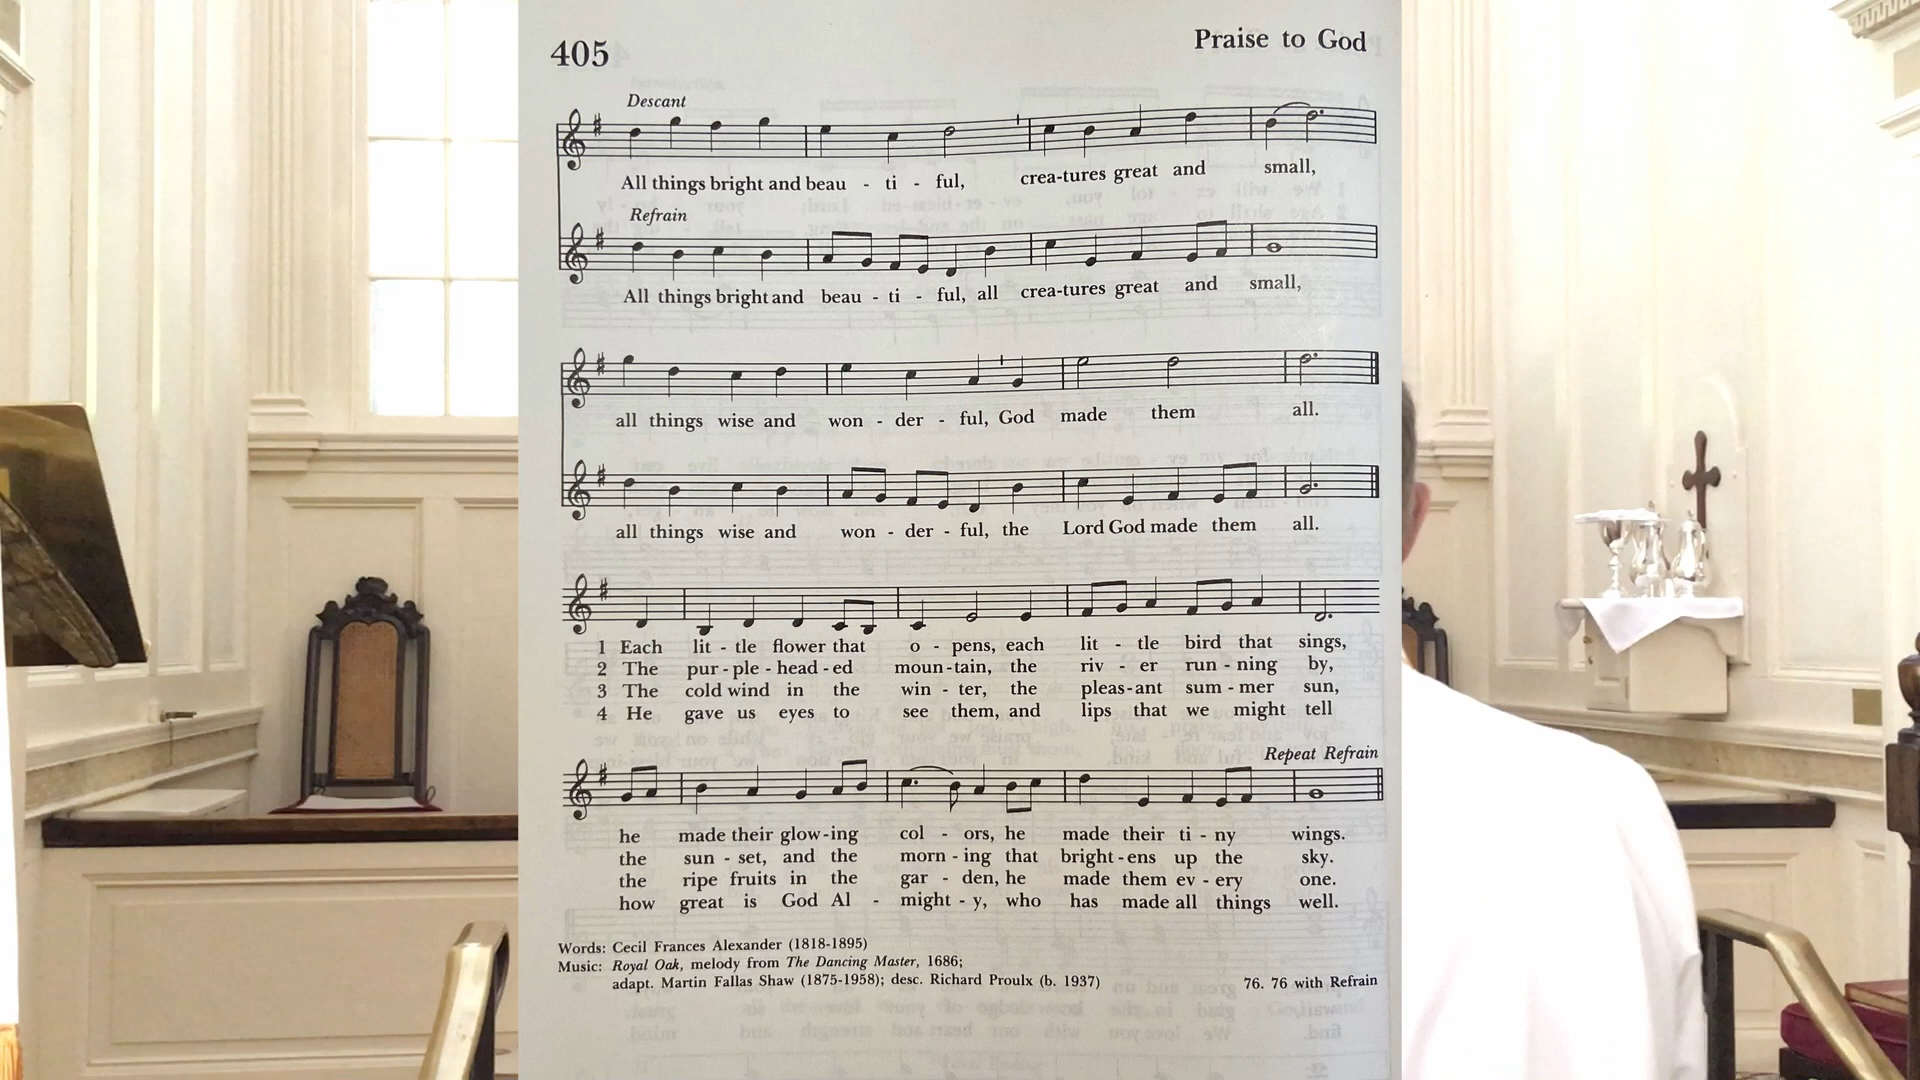 405
Praise to God
Descant
All things bright and beau - ti - ful, crea-tures great and small,
Refrain
All things bright and beau - ti - ful, all crea-tures great and small,
all things wise and won - der - ful, God made them all.
all things wise and won - der - ful, the Lord God made them all.
1 Each lit - tle flower that o - pens, each lit - tle bird that sings,
2 The pur - ple - head - ed moun - tain, the riv - er run - ning by,
3 The cold wind in the win - ter, the pleas - ant sum - mer sun,
4 He gave us eyes to see them, and lips that we might tell
Repeat Refrain
he made their glow - ing col - ors, he made their ti - ny wings.
the sun - set, and the morn - ing that bright - ens up the sky.
the ripe fruits in the gar - den, he made them ev - ery one.
how great is God Al - might - y, who has made all things well.
Words: Cecil Frances Alexander (1818-1895)
Music: Royal Oak, melody from The Dancing Master, 1686;
adapt. Martin Fallas Shaw (1875-1958); desc. Richard Proulx (b. 1937)
76. 76 with Refrain